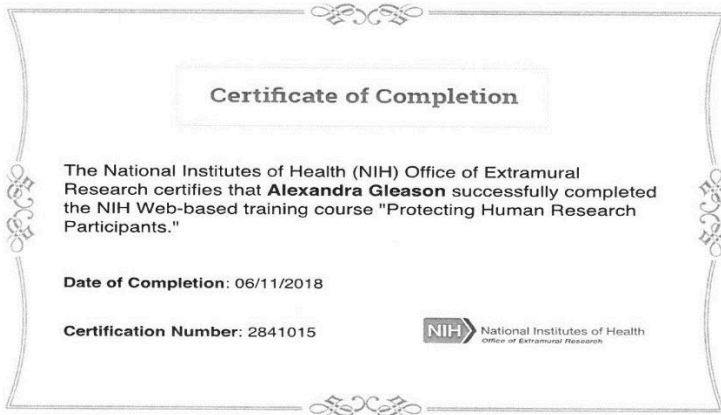 Certificate of Completion
The National Institutes of Health (NIH) Office of Extramural
Research certifies that Alexandra Gleason successfully completed
the NIH Web-based training course "Protecting Human Research
Participants."
Date of Completion: 06/11/2018
Certification Number: 2841015
NIH National Institutes of Health
Office of Extramural Research